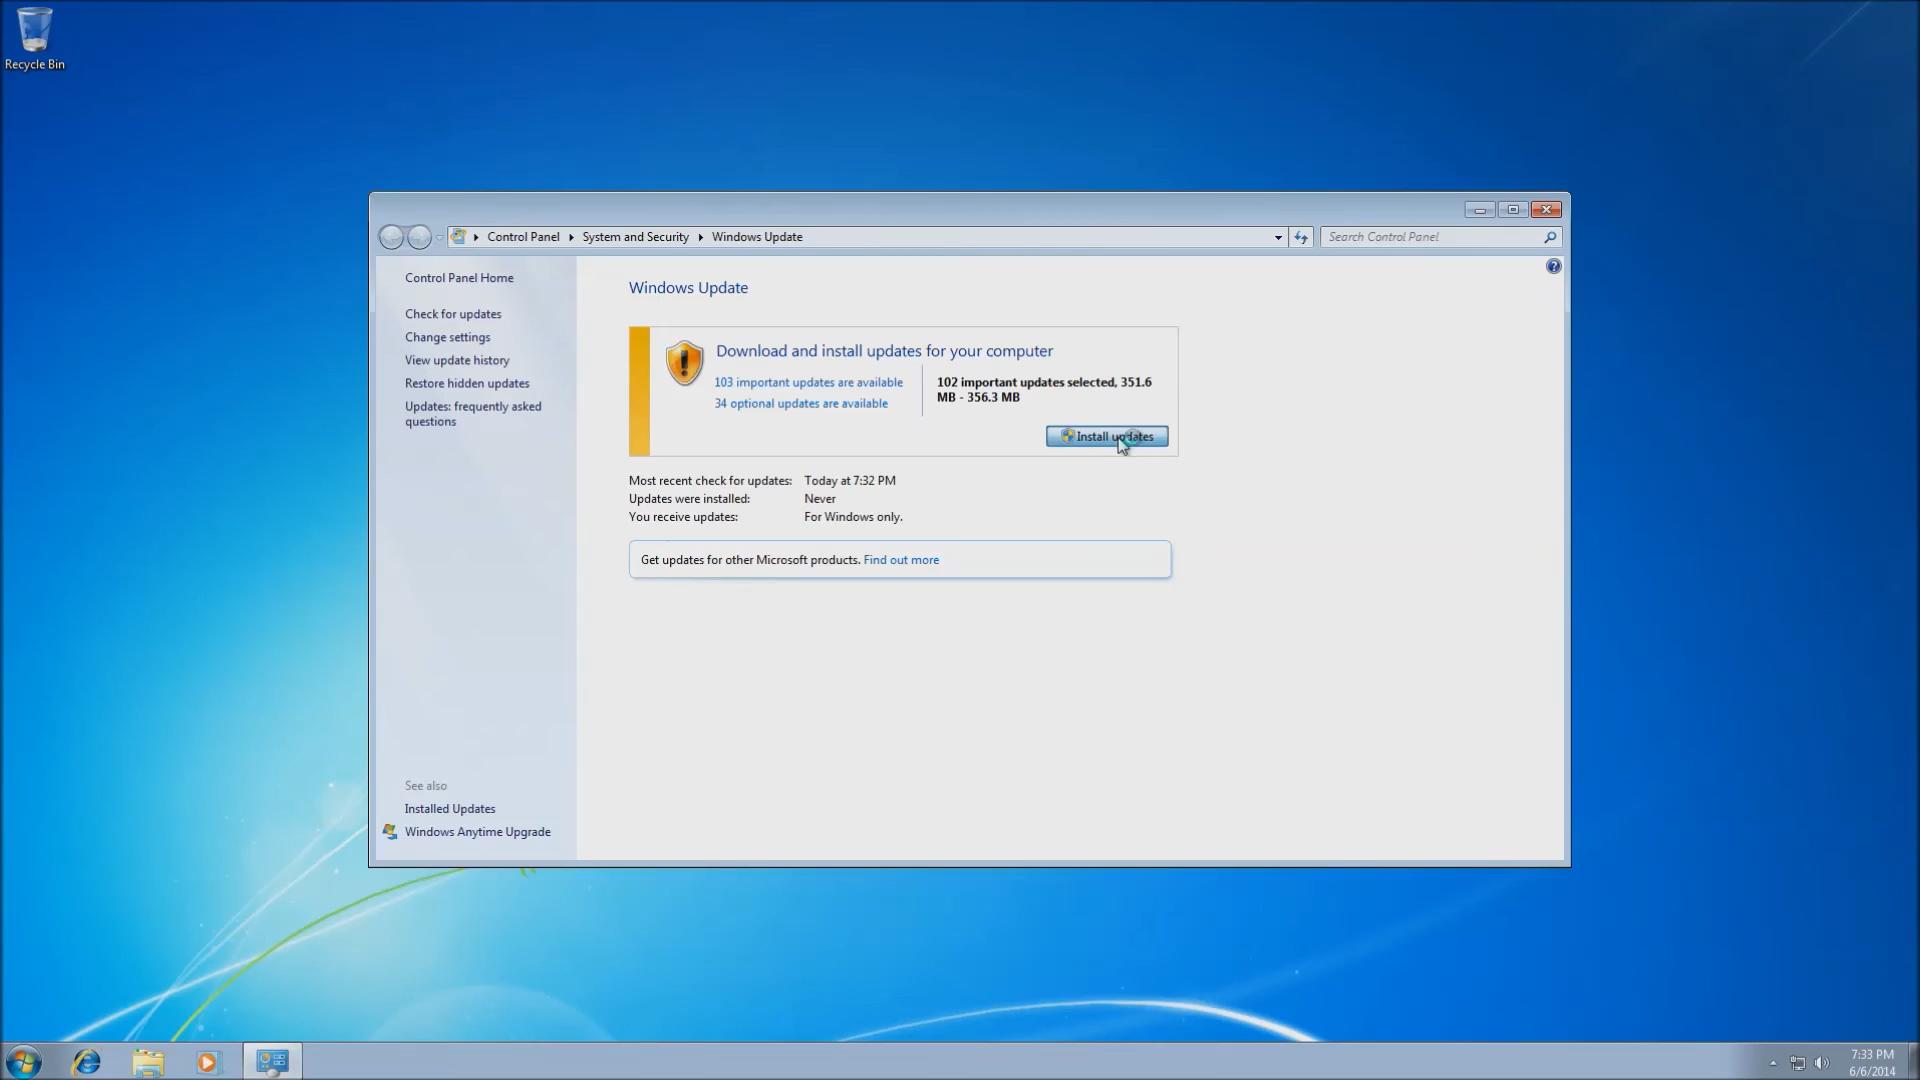 Recycle Bin
Control Panel
System and Security
Windows Update
Search Control Panel
Control Panel Home
Check for updates
Change settings
View update history
Restore hidden updates
Updates: frequently asked
questions
See also
Installed Updates
Windows Anytime Upgrade
Windows Update
Download and install updates for your computer
103 important updates are available
34 optional updates are available
102 important updates selected, 351.6
MB - 356.3 MB
Install updates
Most recent check for updates: Today at 7:32 PM
Updates were installed: Never
You receive updates: For Windows only.
Get updates for other Microsoft products. Find out more
7:33 PM
6/6/2014